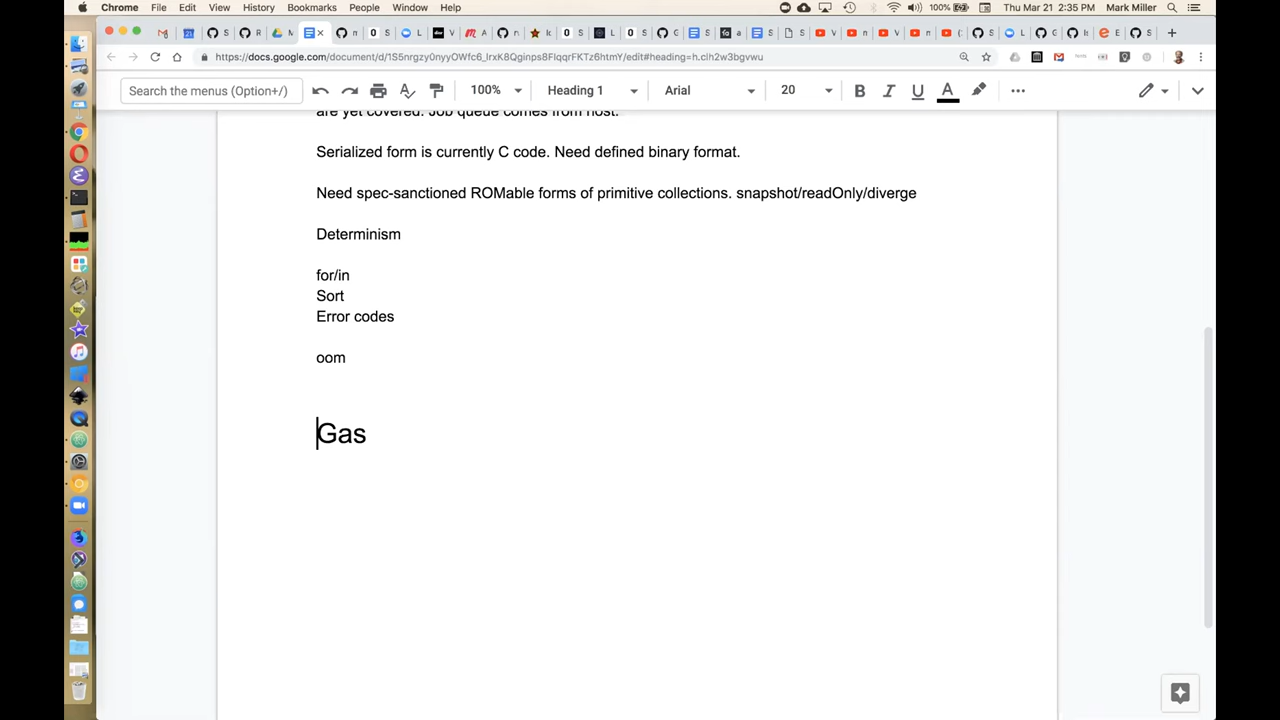 Chrome File Edit View History Bookmarks People Window Help 100% Thu Mar 21 2:35 PM Mark Miller
https://docs.google.com/document/d/1S5nrgzy0nyyOWfc6_IrxK8Qginps8FlqqrFKTz6htmY/edit#heading=h.clh2w3bgvwu
Search the menus (Option+/) 100% Heading 1 Arial 20 B I U A
are yet covered. Job queue comes from host.
Serialized form is currently C code. Need defined binary format.
Need spec-sanctioned ROMable forms of primitive collections. snapshot/readOnly/diverge
Determinism
for/in
Sort
Error codes
oom
Gas